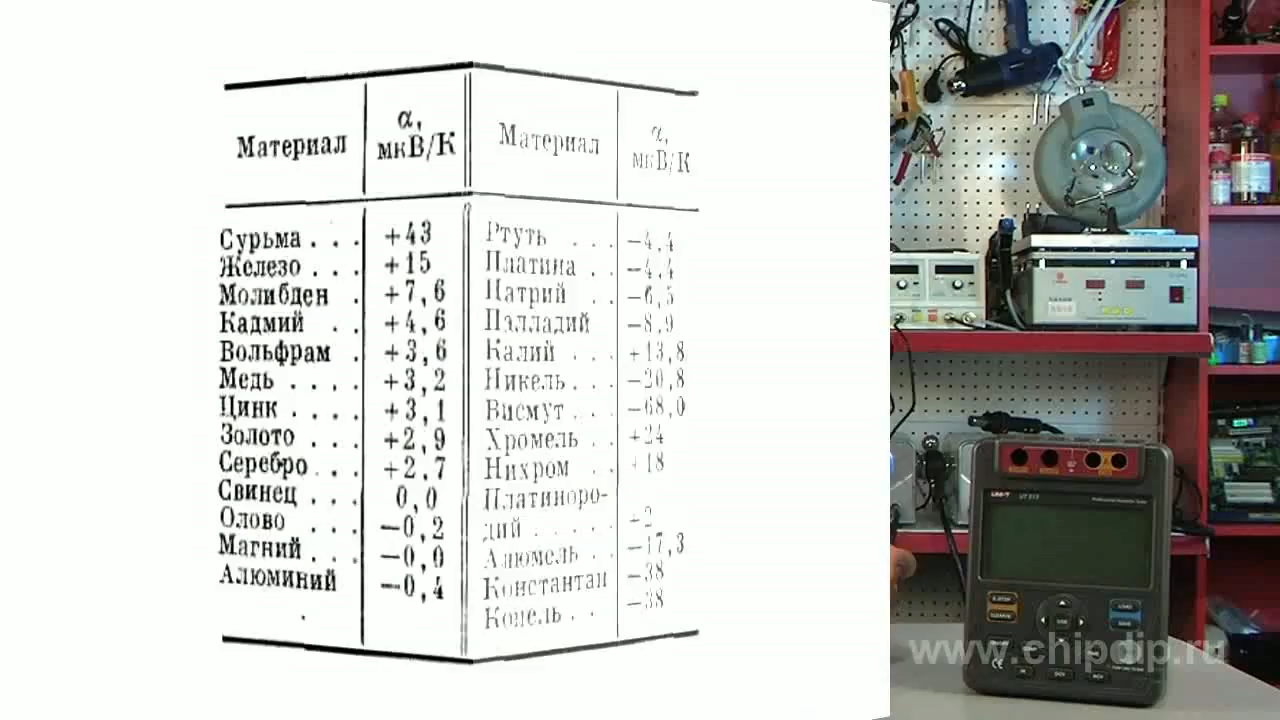 Материал α, мкВ/К
Сурьма . . . +43
Железо . . . +15
Молибден . +7,6
Кадмий . . +4,6
Вольфрам . +3,6
Медь . . . . +3,2
Цинк . . . . +3,1
Золото . . . +2,9
Серебро . . . +2,7
Свинец . . . 0,0
Олово . . . −0,2
Магний . . . −0,0
Алюминий −0,4
Материал α, мкВ/К
Ртуть . . . −4,4
Платина . . −4,4
Натрий . . −6,5
Палладий −8,9
Калий . . . +13,8
Никель . . . −20,8
Висмут . . . −68,0
Хромель . . +24
Нихром . . +18
Платиноро-
дий . . . . . +2
Алюмель . . −17,3
Константан −38
Копель . . −38
UNI-T UT513
www.chipdip.ru